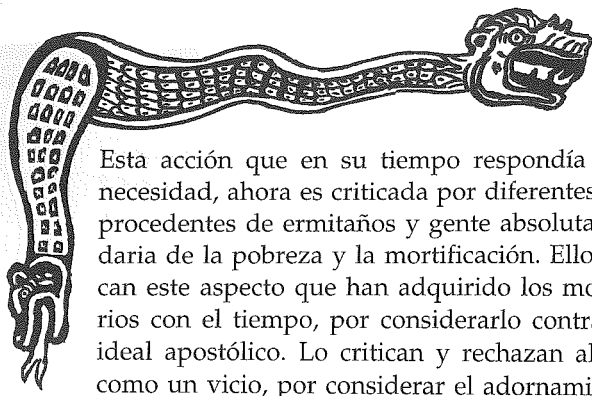 Esta acción que en su tiempo respondía
necesidad, ahora es criticada por diferentes
procedentes de ermitaños y gente absoluta
daria de la pobreza y la mortificación. Ello
can este aspecto que han adquirido los mo
rios con el tiempo, por considerarlo contr
ideal apostólico. Lo critican y rechazan al
como un vicio, por considerar el adornami